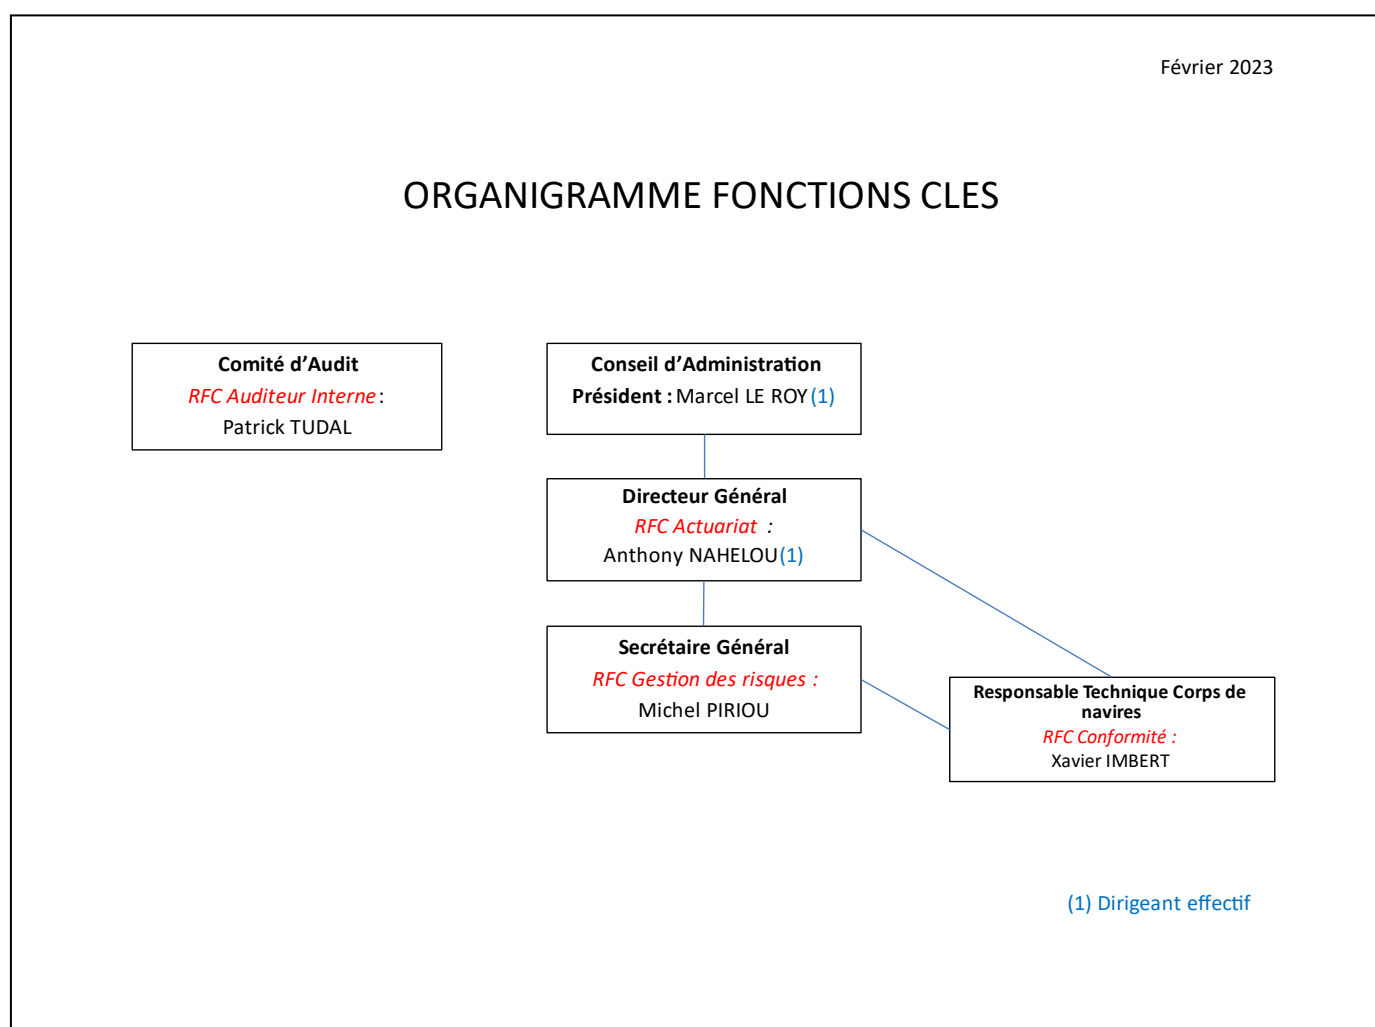 Février 2023
ORGANIGRAMME FONCTIONS CLES
Comité d’Audit
RFC Auditeur Interne :
Patrick TUDAL
Conseil d’Administration
Président : Marcel LE ROY (1)
Directeur Général
RFC Actuariat :
Anthony NAHELOU (1)
Secrétaire Général
RFC Gestion des risques :
Michel PIRIOU
Responsable Technique Corps de
navires
RFC Conformité :
Xavier IMBERT
(1) Dirigeant effectif